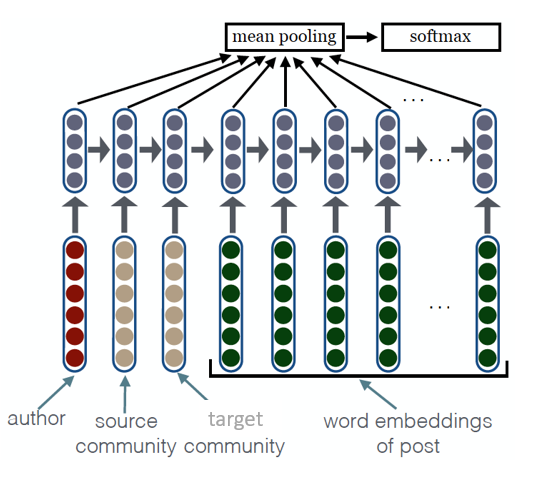 mean pooling
softmax
...
...
...
author
source
community
target
community
word embeddings
of post